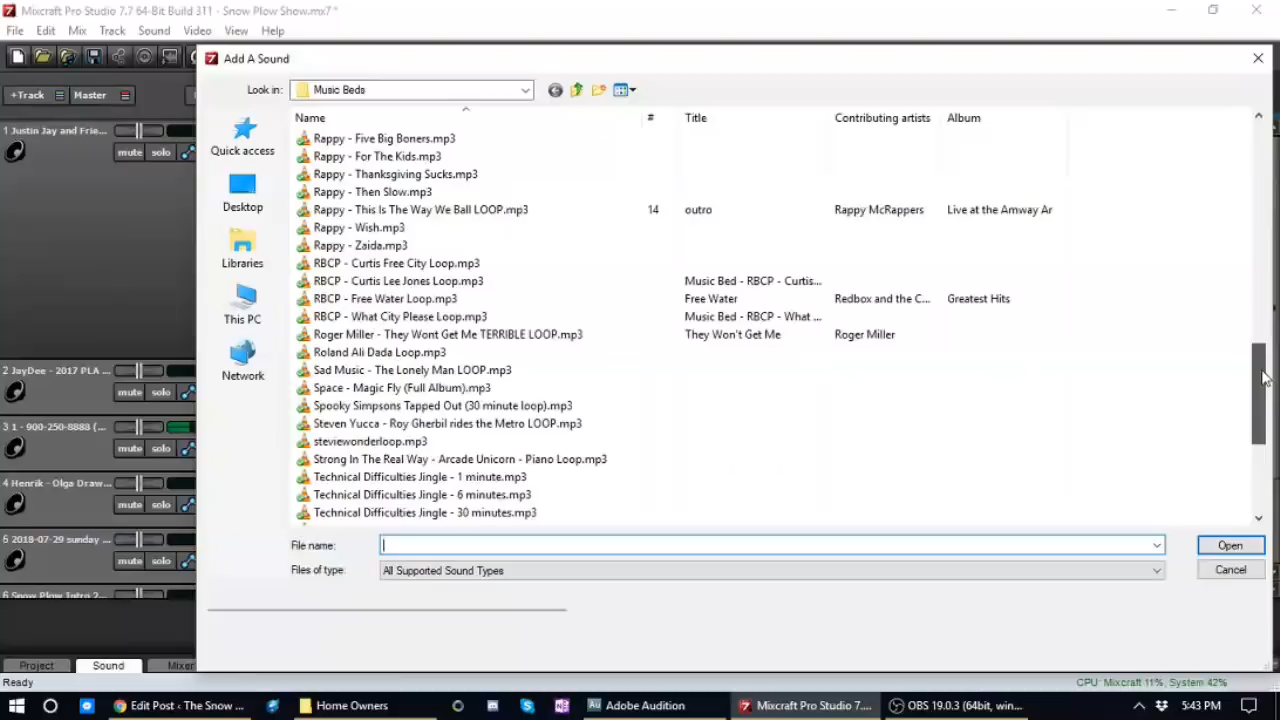 Mixcraft Pro Studio 7.7 64-Bit Build 311 - Snow Plow Show.mx7 *
File Edit Mix Track Sound Video View Help
Add A Sound
Look in: Music Beds
+Track Master
Name # Title Contributing artists Album
1 Justin Jay and Frie...
mute solo
Quick access
Desktop
Libraries
This PC
Network
Rappy - Five Big Boners.mp3
Rappy - For The Kids.mp3
Rappy - Thanksgiving Sucks.mp3
Rappy - Then Slow.mp3
Rappy - This Is The Way We Ball LOOP.mp3 14 outro Rappy McRappers Live at the Amway Ar
Rappy - Wish.mp3
Rappy - Zaida.mp3
RBCP - Curtis Free City Loop.mp3
RBCP - Curtis Lee Jones Loop.mp3 Music Bed - RBCP - Curtis...
RBCP - Free Water Loop.mp3 Free Water Redbox and the C... Greatest Hits
RBCP - What City Please Loop.mp3 Music Bed - RBCP - What ...
Roger Miller - They Wont Get Me TERRIBLE LOOP.mp3 They Won't Get Me Roger Miller
Roland Ali Dada Loop.mp3
Sad Music - The Lonely Man LOOP.mp3
Space - Magic Fly (Full Album).mp3
Spooky Simpsons Tapped Out (30 minute loop).mp3
Steven Yucca - Roy Gherbil rides the Metro LOOP.mp3
steviewonderloop.mp3
Strong In The Real Way - Arcade Unicorn - Piano Loop.mp3
Technical Difficulties Jingle - 1 minute.mp3
Technical Difficulties Jingle - 6 minutes.mp3
Technical Difficulties Jingle - 30 minutes.mp3
2 JayDee - 2017 PLA ...
mute solo
3 1 - 900-250-8888 (...
mute solo
4 Henrik - Olga Draw...
mute solo
5 2018-07-29 sunday ...
mute solo
6 Snow Plow Intro 2...
File name: Open
Files of type: All Supported Sound Types Cancel
Project Sound Mixer
Ready CPU: Mixcraft 11%, System 42%
Edit Post ‹ The Snow ... Home Owners Adobe Audition Mixcraft Pro Studio 7.... OBS 19.0.3 (64bit, win... 5:43 PM